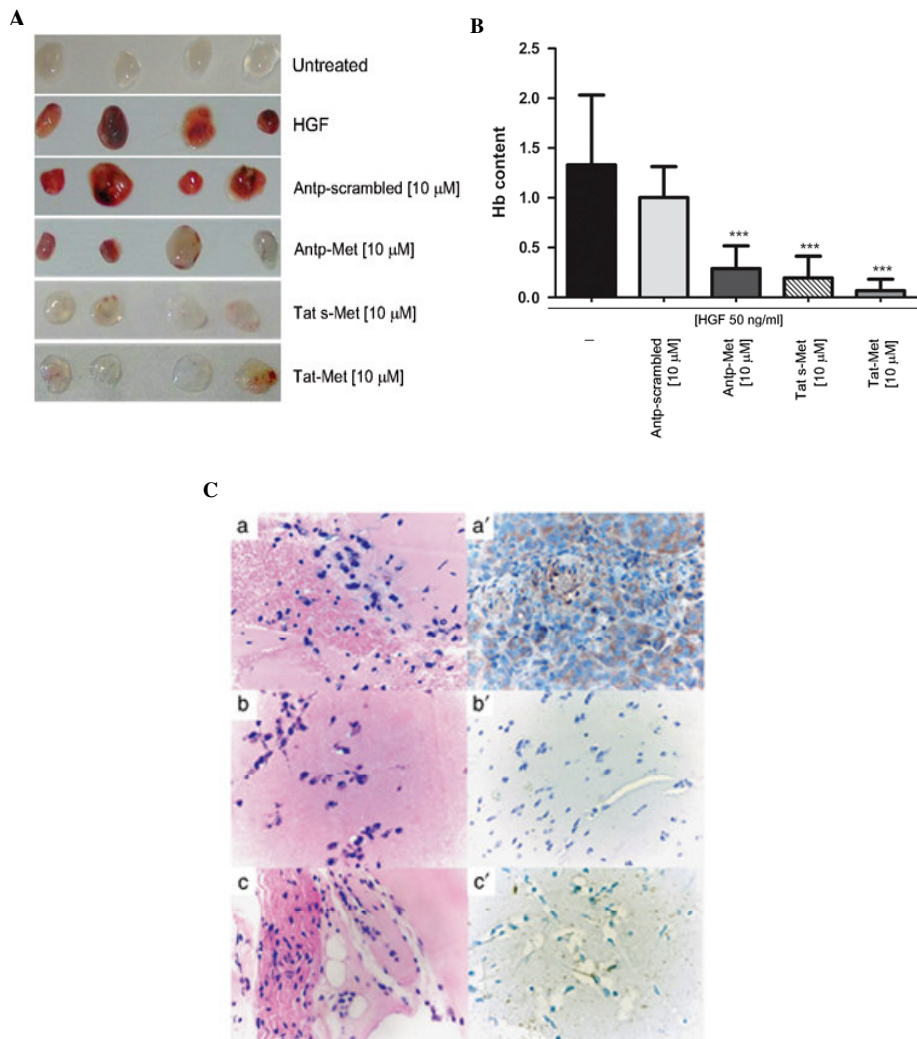 A
Untreated
HGF
Antp-scrambled [10 μM]
Antp-Met [10 μM]
Tat s-Met [10 μM]
Tat-Met [10 μM]
B
Hb content
2.5
2.0
1.5
1.0
0.5
0.0
***
***
***
[HGF 50 ng/ml]
–
Antp-scrambled
[10 μM]
Antp-Met
[10 μM]
Tat s-Met
[10 μM]
Tat-Met
[10 μM]
C
a a′
b b′
c c′